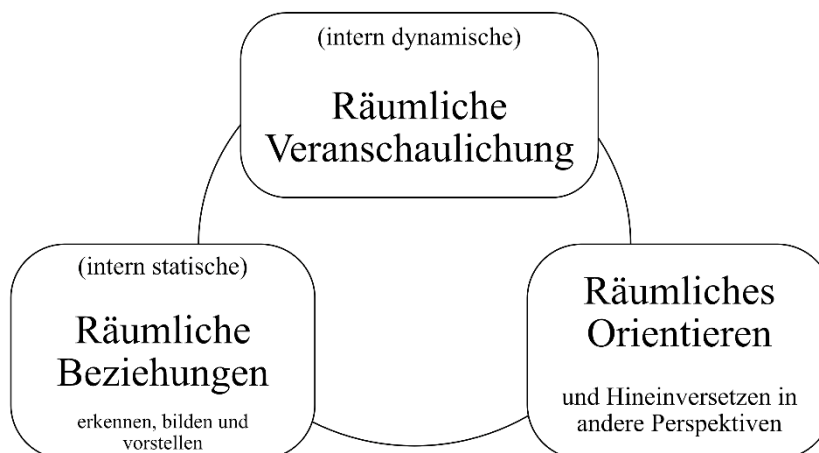 (intern dynamische)
Räumliche
Veranschaulichung
(intern statische)
Räumliche
Beziehungen
erkennen, bilden und
vorstellen
Räumliches
Orientieren
und Hineinversetzen in
andere Perspektiven